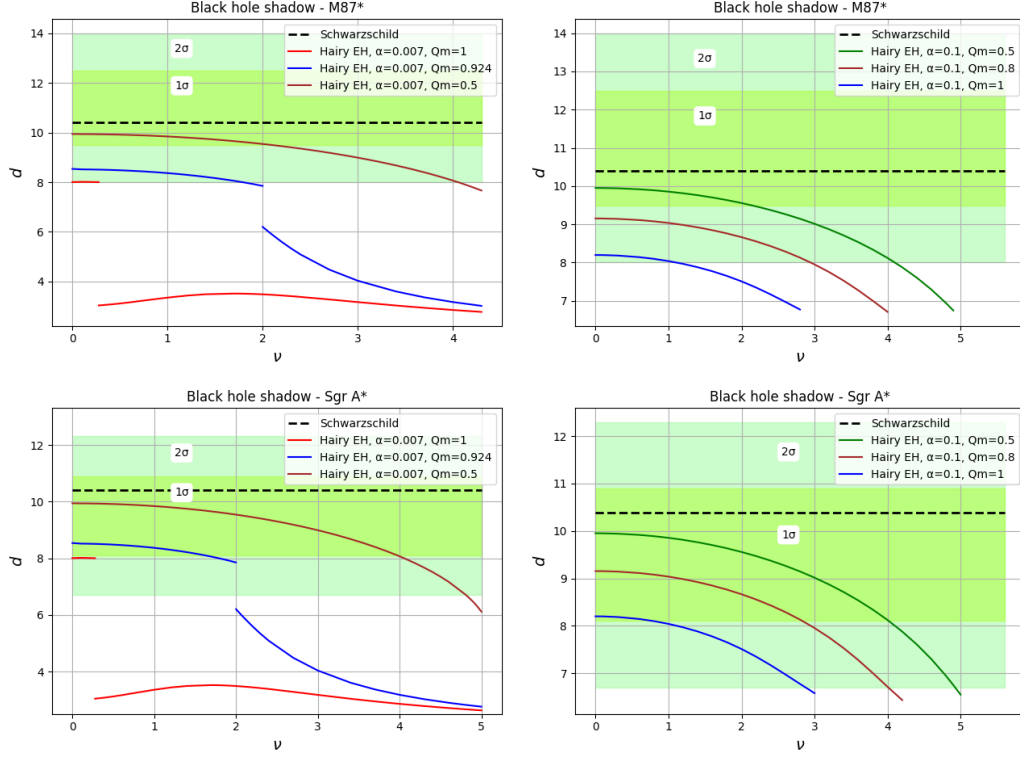 Black hole shadow - M87*
14
12
10
8
6
4
d
2σ
1σ
Schwarzschild
Hairy EH, α=0.007, Qm=1
Hairy EH, α=0.007, Qm=0.924
Hairy EH, α=0.007, Qm=0.5
0 1 2 3 4
ν
Black hole shadow - M87*
14
13
12
11
10
9
8
7
d
2σ
1σ
Schwarzschild
Hairy EH, α=0.1, Qm=0.5
Hairy EH, α=0.1, Qm=0.8
Hairy EH, α=0.1, Qm=1
0 1 2 3 4 5
ν
Black hole shadow - Sgr A*
12
10
8
6
4
d
2σ
1σ
Schwarzschild
Hairy EH, α=0.007, Qm=1
Hairy EH, α=0.007, Qm=0.924
Hairy EH, α=0.007, Qm=0.5
0 1 2 3 4 5
ν
Black hole shadow - Sgr A*
12
11
10
9
8
7
d
2σ
1σ
Schwarzschild
Hairy EH, α=0.1, Qm=0.5
Hairy EH, α=0.1, Qm=0.8
Hairy EH, α=0.1, Qm=1
0 1 2 3 4 5
ν